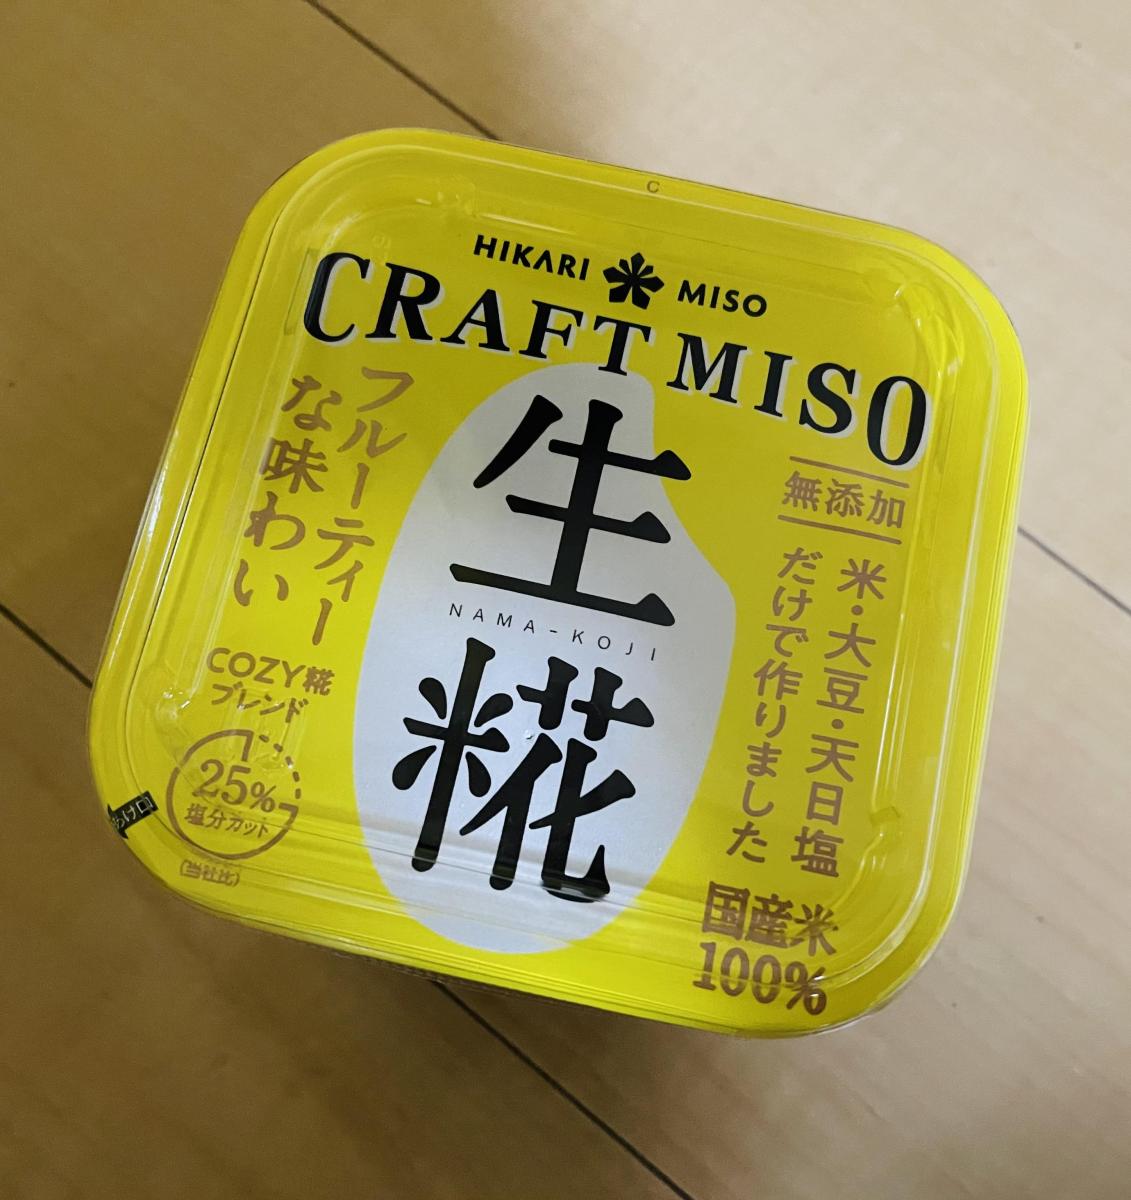 C
HIKARI MISO
CRAFT MISO
フルーティー
な味わい
生
NAMA-KOJI
糀
無添加
米・大豆・天日塩
だけで作りました
COZY糀
ブレンド
25%
塩分カット
(当社比)
国産米
100%